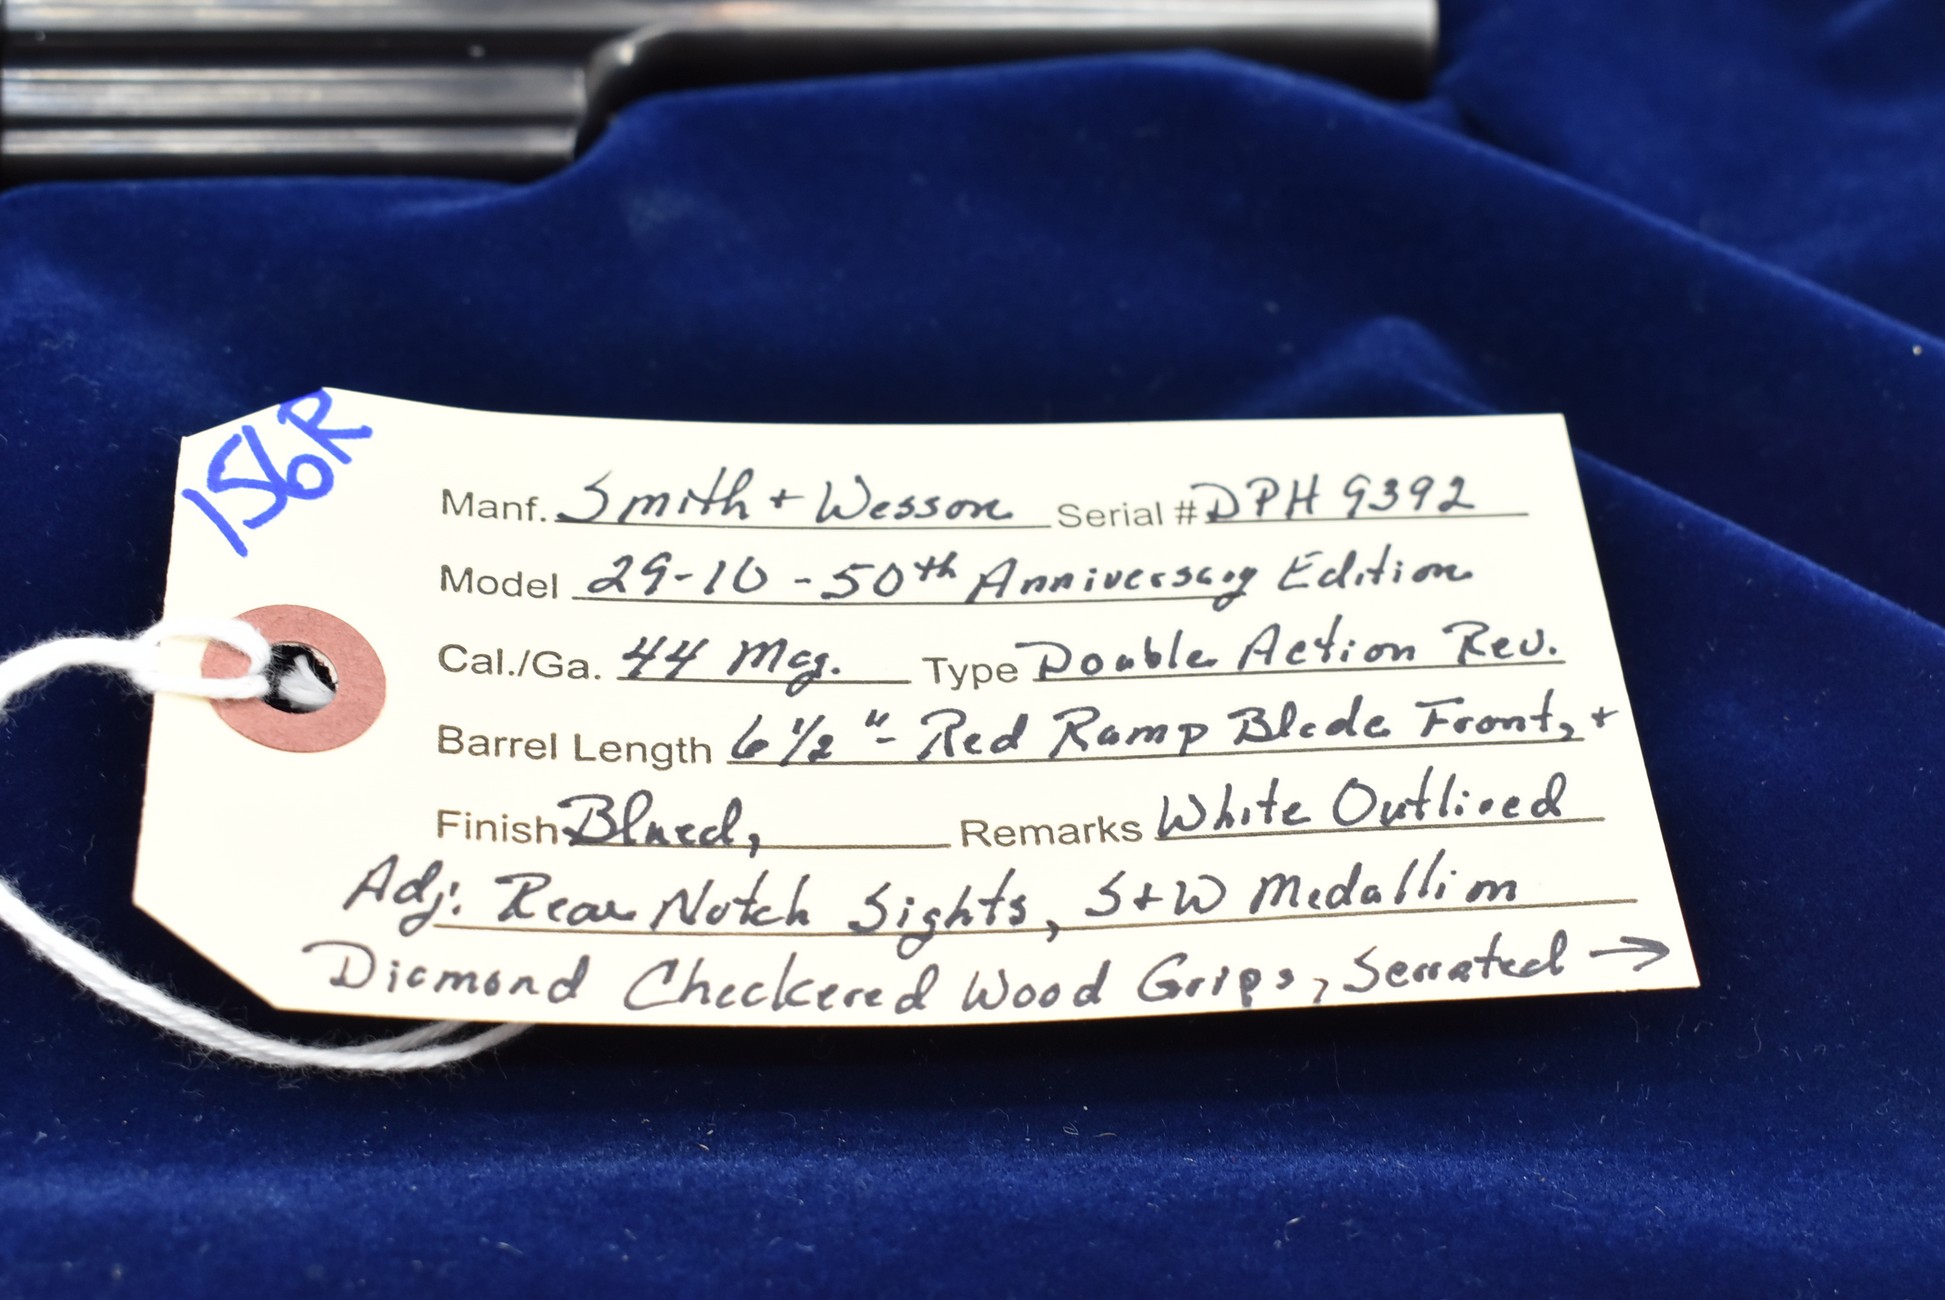 156R
Manf. Smith + Wesson Serial # DPH 9392
Model 29-10 - 50th Anniversary Edition
Cal./Ga. 44 Mag. Type Double Action Rev.
Barrel Length 6 1/2" - Red Ramp Blade Front, +
Finish Blued, Remarks White Outlined
Adj. Rear Notch Sights, S+W Medallion
Diamond Checkered Wood Grips, Serrated →